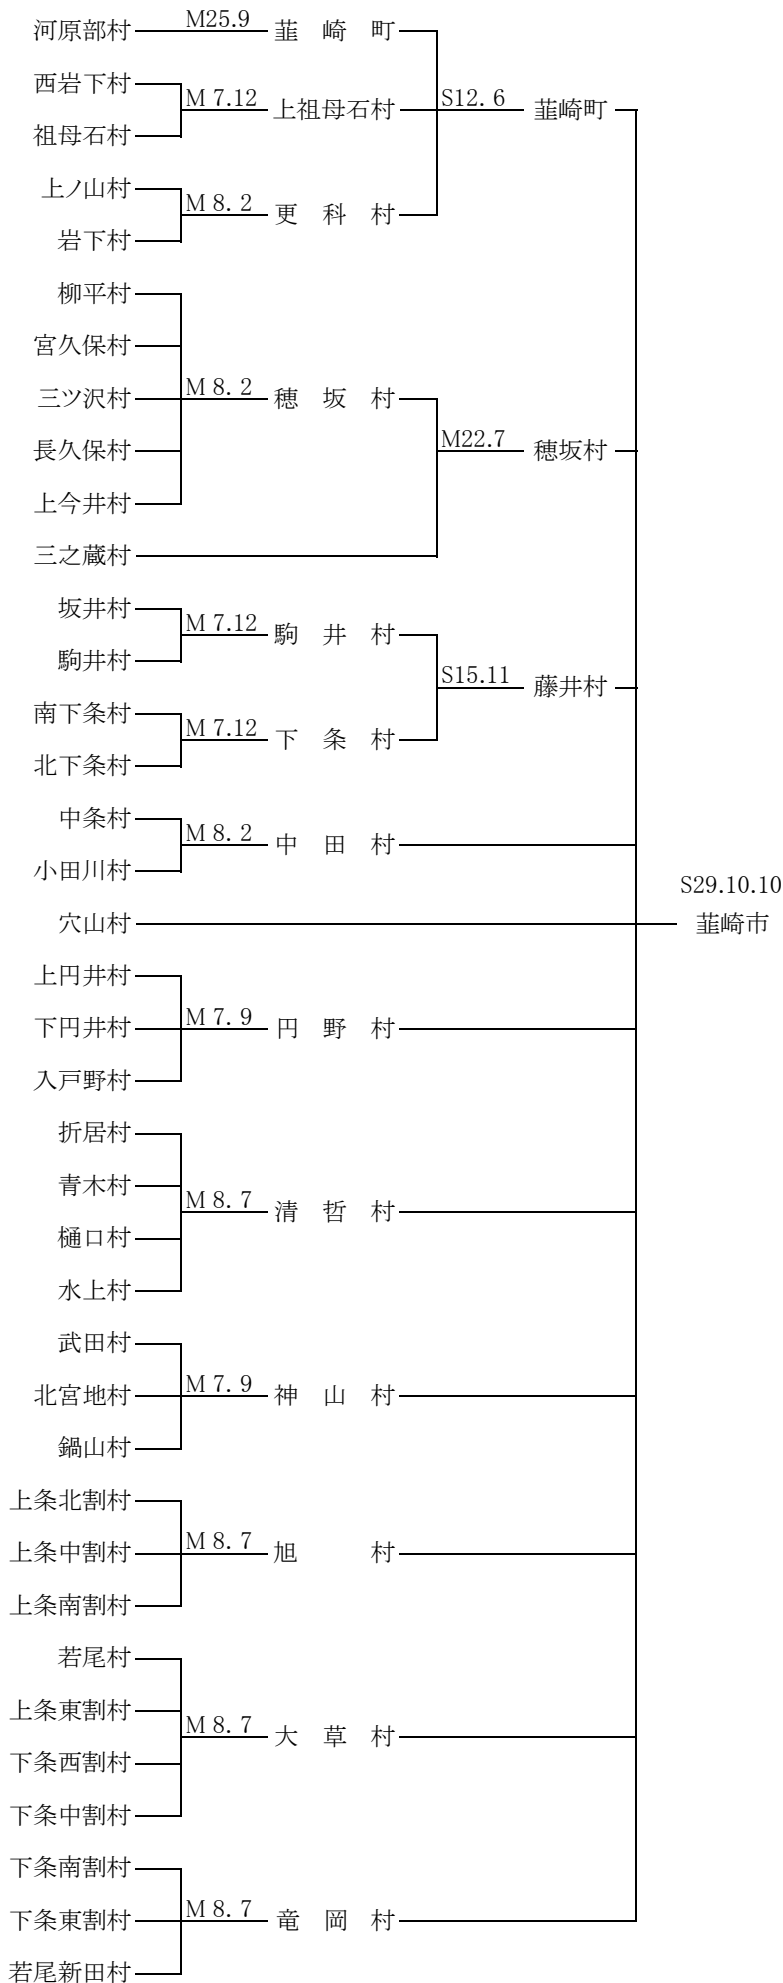 河原部村 M25.9 韮崎町
西岩下村
M 7.12 上祖母石村 S12. 6 韮崎町
祖母石村
上ノ山村
M 8. 2 更科村
岩下村
柳平村
宮久保村
三ツ沢村 M 8. 2 穂坂村
長久保村 M22.7 穂坂村
上今井村
三之蔵村
坂井村
M 7.12 駒井村
駒井村
S15.11 藤井村
南下条村
M 7.12 下条村
北下条村
中条村
M 8. 2 中田村
小田川村
S29.10.10
穴山村 韮崎市
上円井村
下円井村 M 7. 9 円野村
入戸野村
折居村
青木村
M 8. 7 清哲村
樋口村
水上村
武田村
北宮地村 M 7. 9 神山村
鍋山村
上条北割村
上条中割村 M 8. 7 旭村
上条南割村
若尾村
上条東割村
M 8. 7 大草村
下条西割村
下条中割村
下条南割村
下条東割村 M 8. 7 竜岡村
若尾新田村